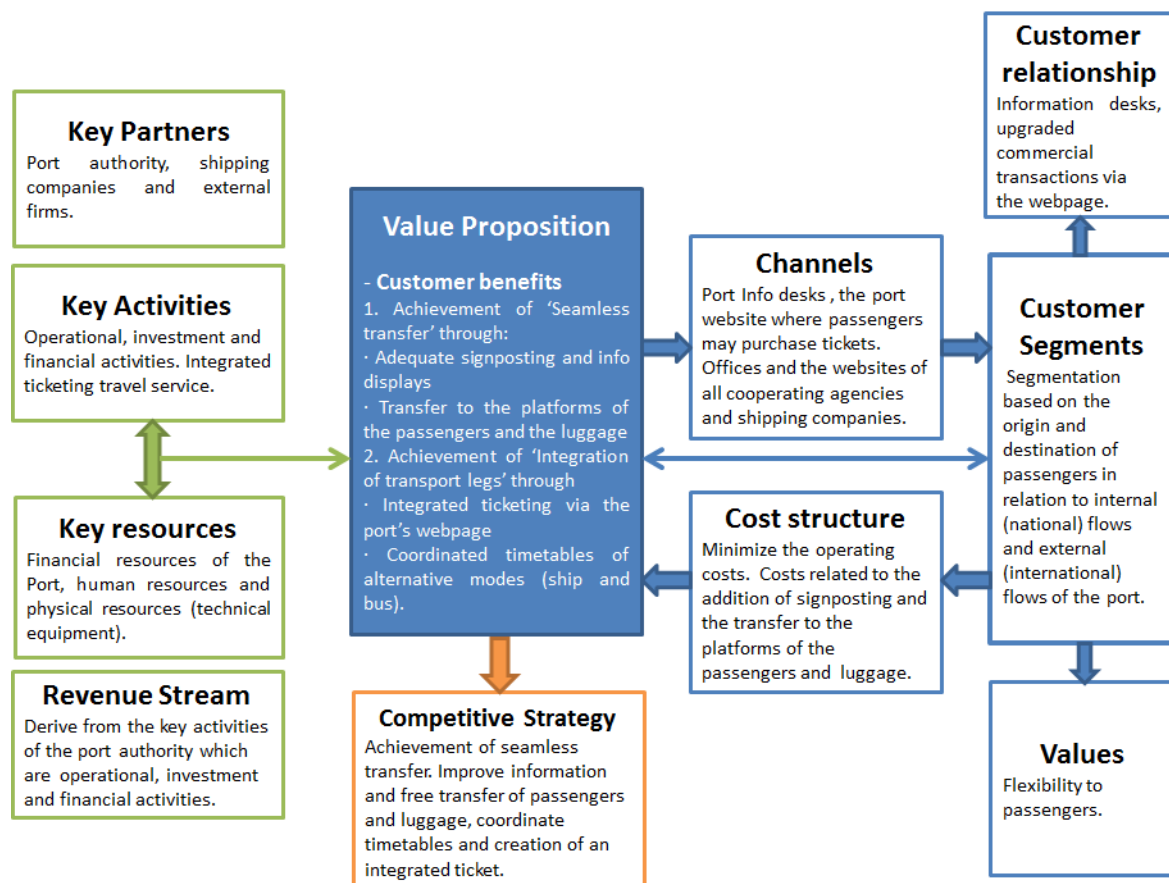 Key Partners
Port authority, shipping
companies and external
firms.
Key Activities
Operational, investment and
financial activities. Integrated
ticketing travel service.
Key resources
Financial resources of the
Port, human resources and
physical resources (technical
equipment).
Revenue Stream
Derive from the key activities
of the port authority which
are operational, investment
and financial activities.
Value Proposition
- Customer benefits
1. Achievement of ‘Seamless
transfer’ through:
· Adequate signposting and info
displays
· Transfer to the platforms of
the passengers and the luggage
2. Achievement of ‘Integration
of transport legs’ through
· Integrated ticketing via the
port’s webpage
· Coordinated timetables of
alternative modes (ship and
bus).
Competitive Strategy
Achievement of seamless
transfer. Improve information
and free transfer of passengers
and luggage, coordinate
timetables and creation of an
integrated ticket.
Channels
Port Info desks , the port
website where passengers
may purchase tickets.
Offices and the websites of
all cooperating agencies
and shipping companies.
Cost structure
Minimize the operating
costs. Costs related to the
addition of signposting and
the transfer to the
platforms of the
passengers and luggage.
Customer
relationship
Information desks,
upgraded
commercial
transactions via
the webpage.
Customer
Segments
Segmentation
based on the
origin and
destination of
passengers in
relation to internal
(national) flows
and external
(international)
flows of the port.
Values
Flexibility to
passengers.